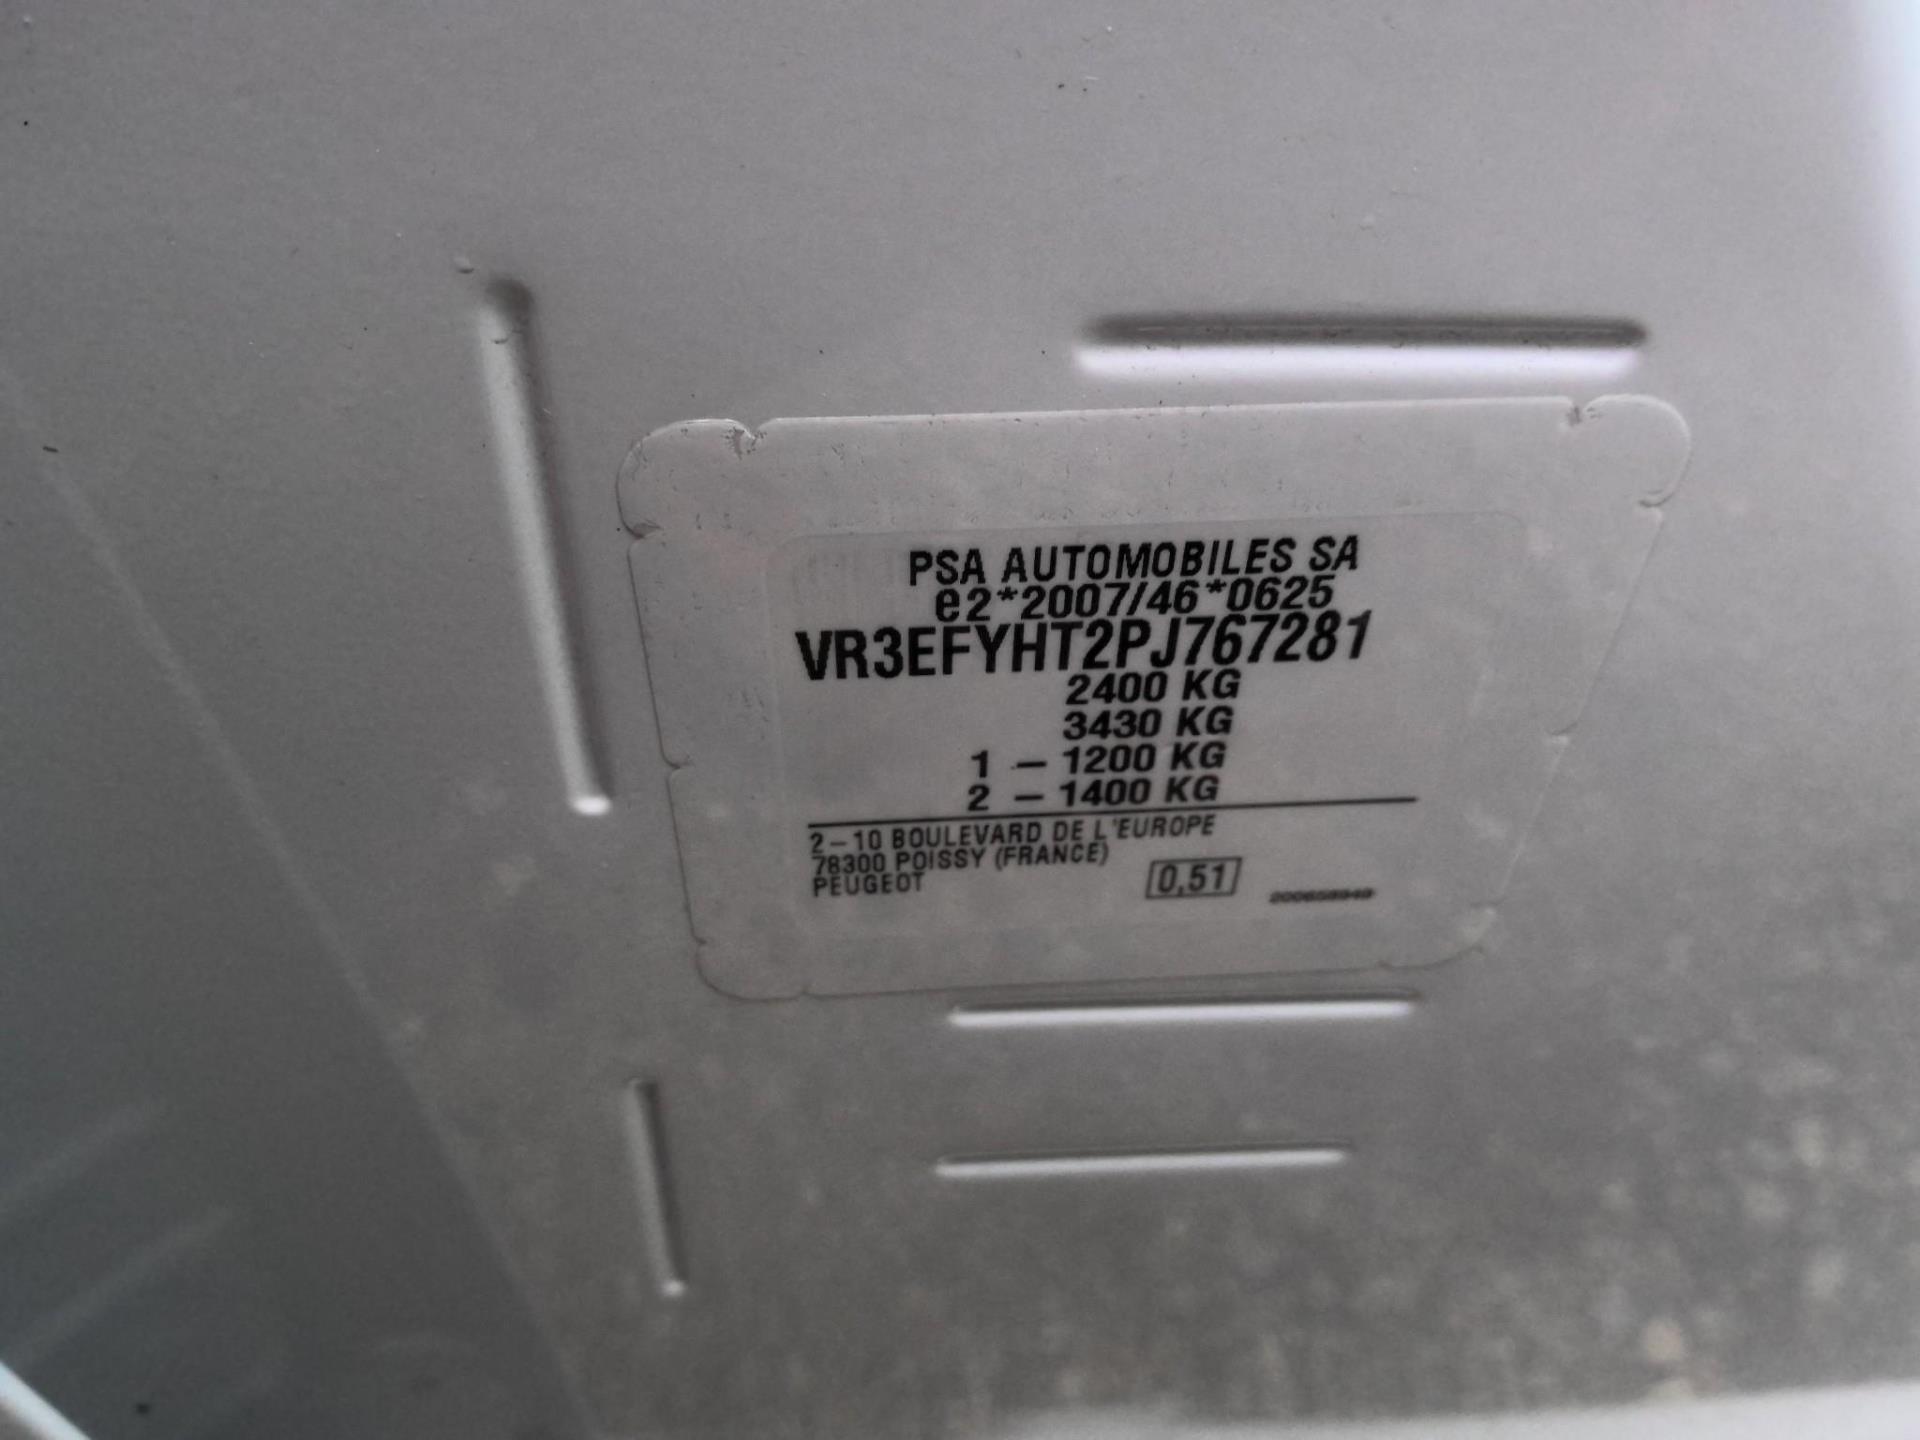 PSA AUTOMOBILES SA
e2*2007/46*0625
VR3EFYHT2PJ767281
2400 KG
3430 KG
1 – 1200 KG
2 – 1400 KG
2–10 BOULEVARD DE L'EUROPE
78300 POISSY (FRANCE)
PEUGEOT
0,51